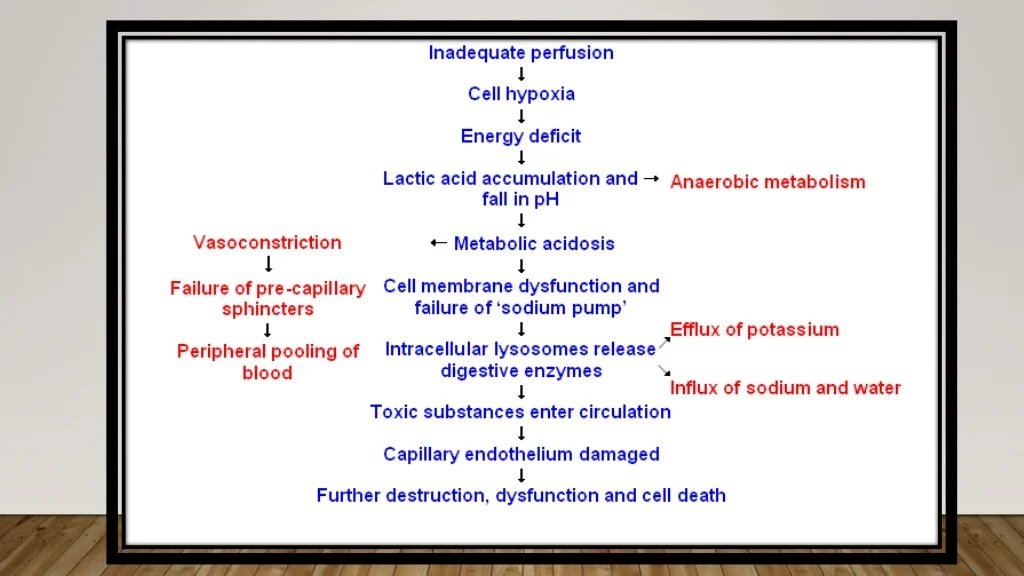 Inadequate perfusion
↓
Cell hypoxia
↓
Energy deficit
↓
Lactic acid accumulation and → Anaerobic metabolism
fall in pH
↓
Vasoconstriction ← Metabolic acidosis
↓ ↓
Failure of pre-capillary Cell membrane dysfunction and
sphincters failure of ‘sodium pump’
↓ ↓
Efflux of potassium
Peripheral pooling of Intracellular lysosomes release
blood digestive enzymes
Influx of sodium and water
↓
Toxic substances enter circulation
↓
Capillary endothelium damaged
↓
Further destruction, dysfunction and cell death